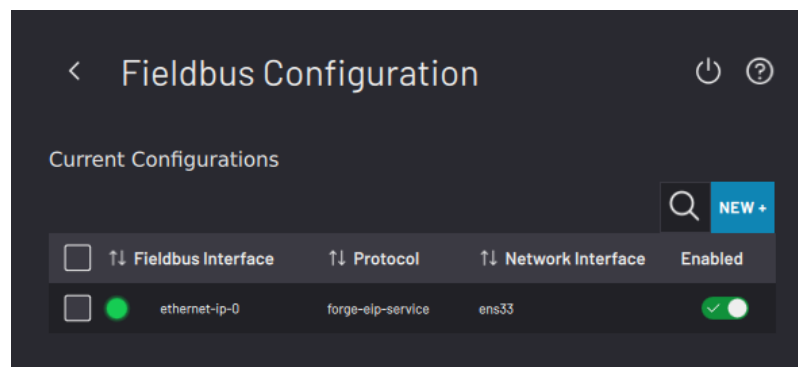 Fieldbus Configuration
Current Configurations
NEW +
Fieldbus Interface Protocol Network Interface Enabled
ethernet-ip-0 forge-eip-service ens33